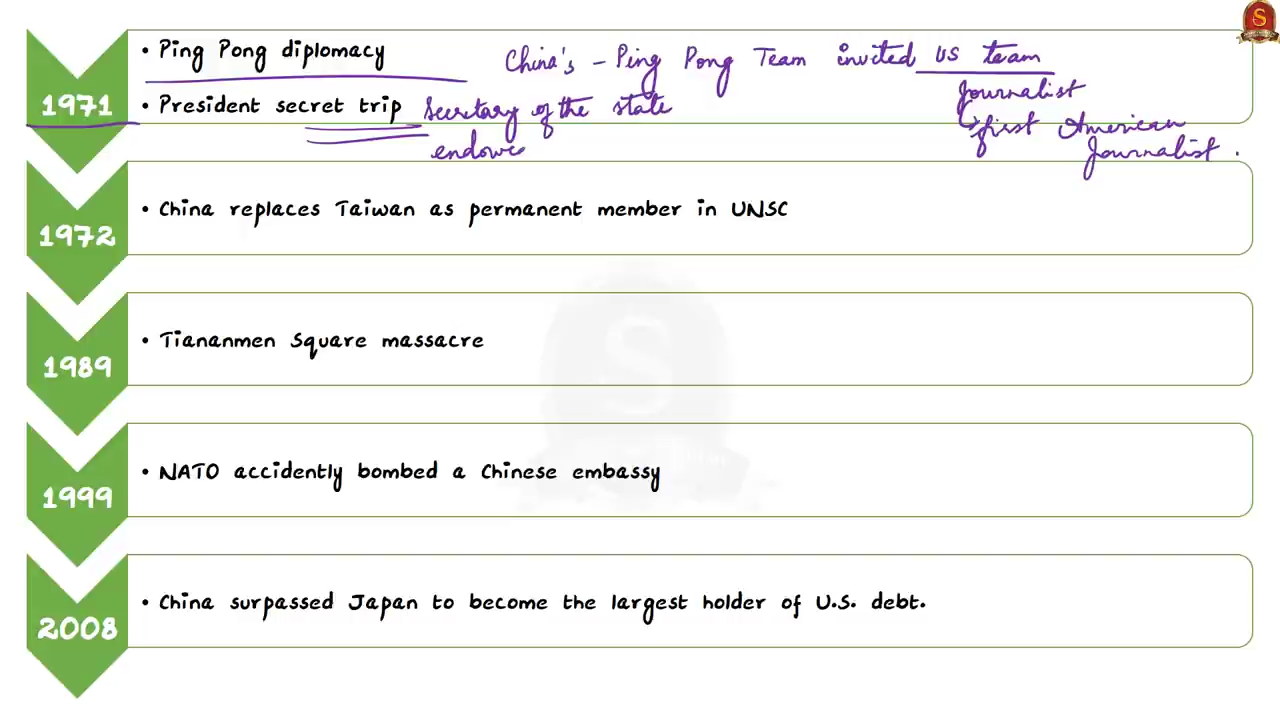 • Ping Pong diplomacy
China's – Ping Pong Team invited US team
Journalist
first American
Journalist.
1971
• President secret trip
Secretary of the state
endowe
1972
• China replaces Taiwan as permanent member in UNSC
1989
• Tiananmen Square massacre
1999
• NATO accidently bombed a Chinese embassy
2008
• China surpassed Japan to become the largest holder of U.S. debt.
S
S